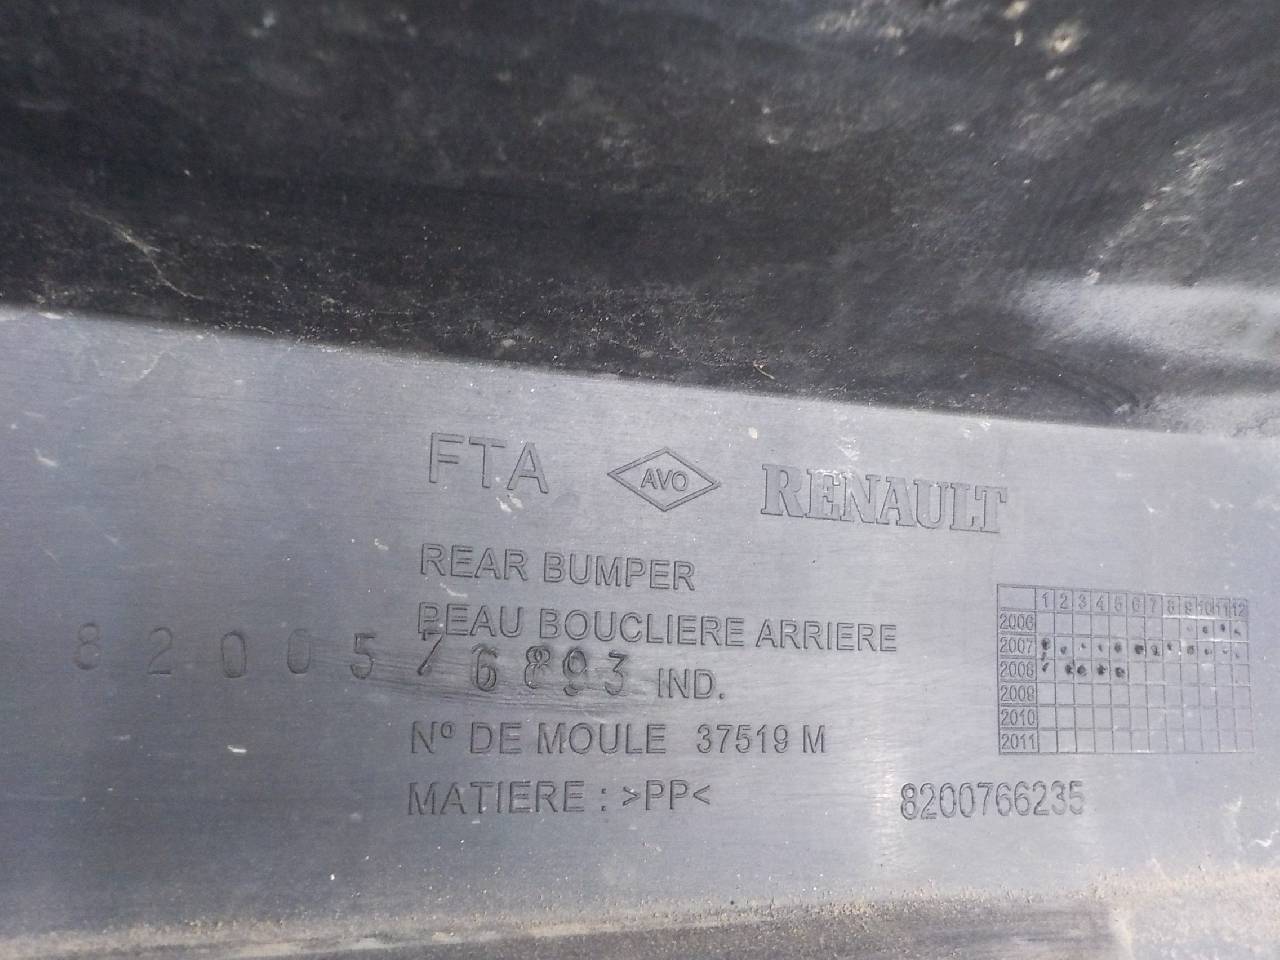 FTA AVO RENAULT
REAR BUMPER
PEAU BOUCLIERE ARRIERE
8200576893 IND.
Nº DE MOULE 37519 M
MATIERE : >PP<
8200766235
1 2 3 4 5 6 7 8 9 10 11 12
2006
2007
2008
2009
2010
2011